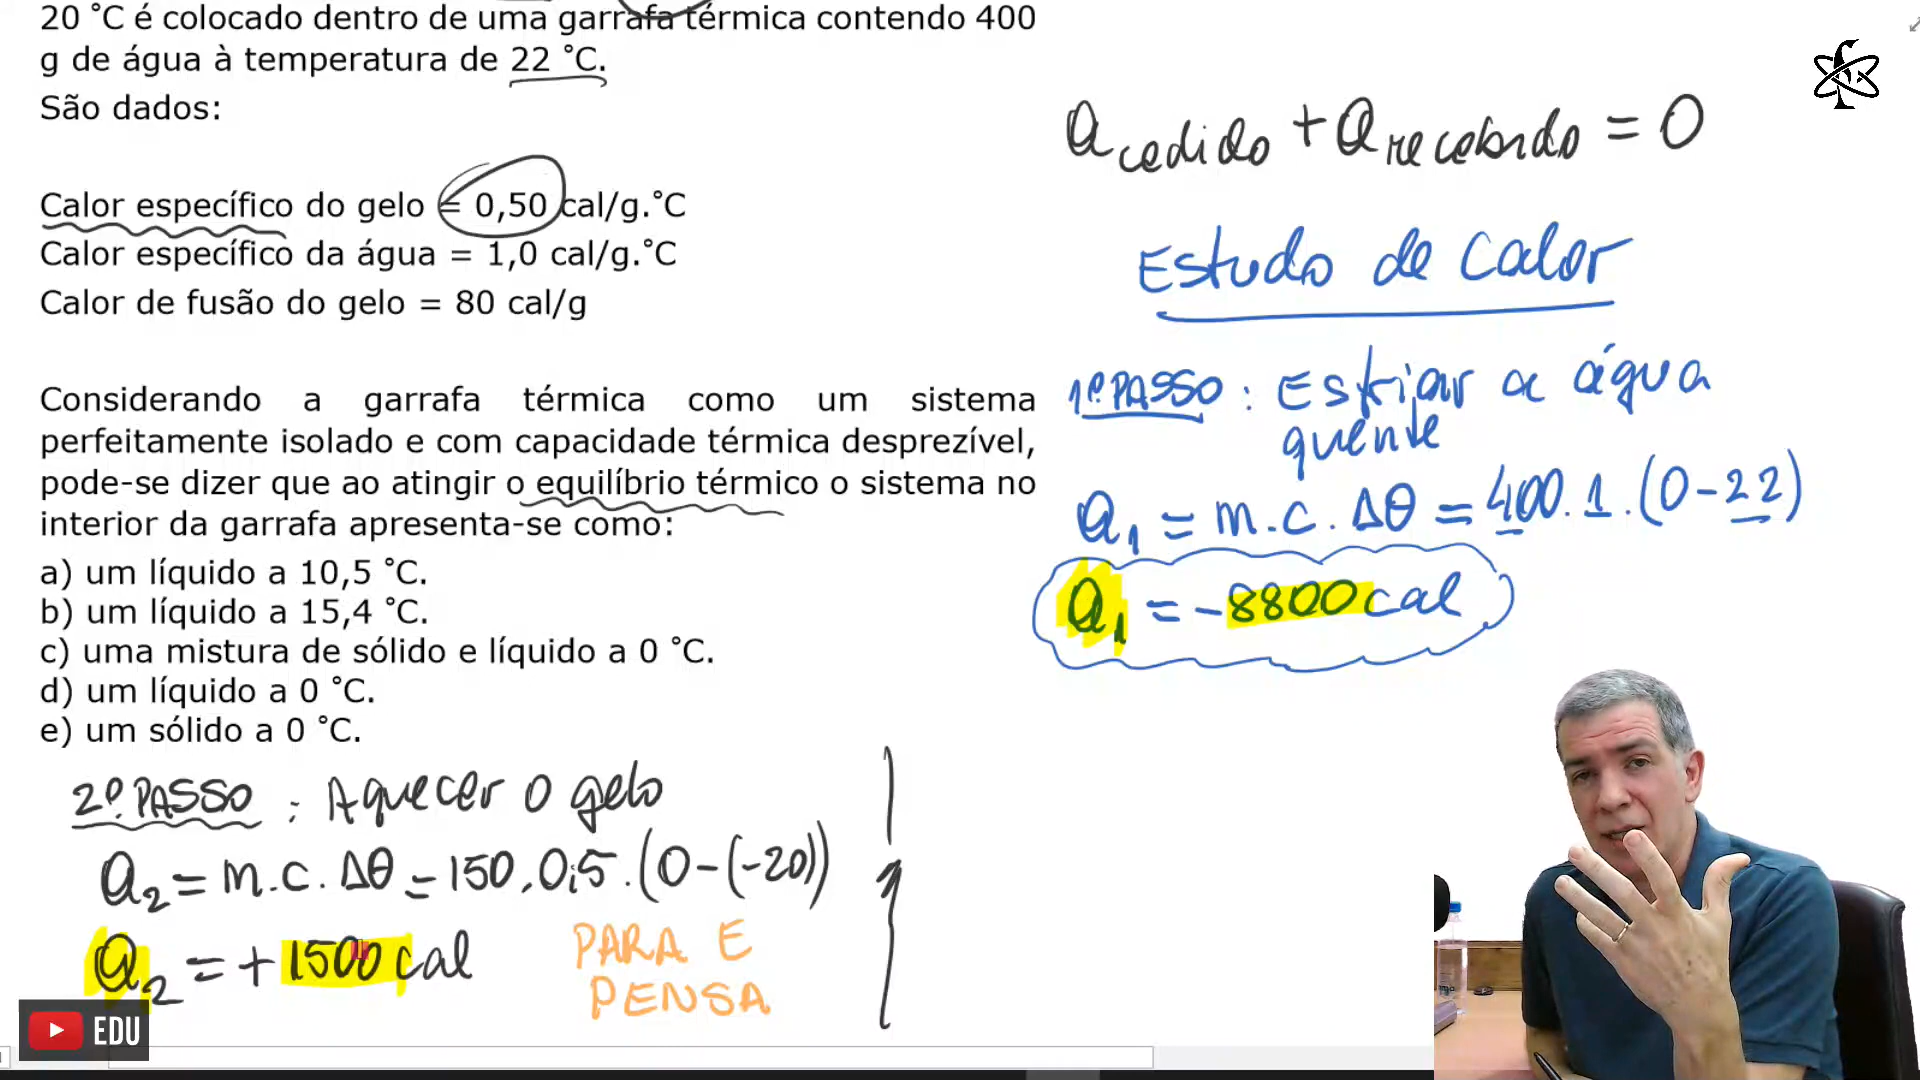 20 °C é colocado dentro de uma garrafa térmica contendo 400
g de água à temperatura de 22 °C.
São dados:
Calor específico do gelo = 0,50 cal/g.°C
Calor específico da água = 1,0 cal/g.°C
Calor de fusão do gelo = 80 cal/g
Considerando a garrafa térmica como um sistema
perfeitamente isolado e com capacidade térmica desprezível,
pode-se dizer que ao atingir o equilíbrio térmico o sistema no
interior da garrafa apresenta-se como:
a) um líquido a 10,5 °C.
b) um líquido a 15,4 °C.
c) uma mistura de sólido e líquido a 0 °C.
d) um líquido a 0 °C.
e) um sólido a 0 °C.
2º PASSO : Aquecer o gelo
Q2 = m.c.Δθ = 150.0,5.(0-(-20))
Q2 = + 1500 cal
PARA E
PENSA
Qcedido + Qrecebido = 0
Estudo de Calor
1º PASSO : Esfriar a água
quente
Q1 = m.c.Δθ = 400.1.(0-22)
Q1 = -8800 cal
EDU